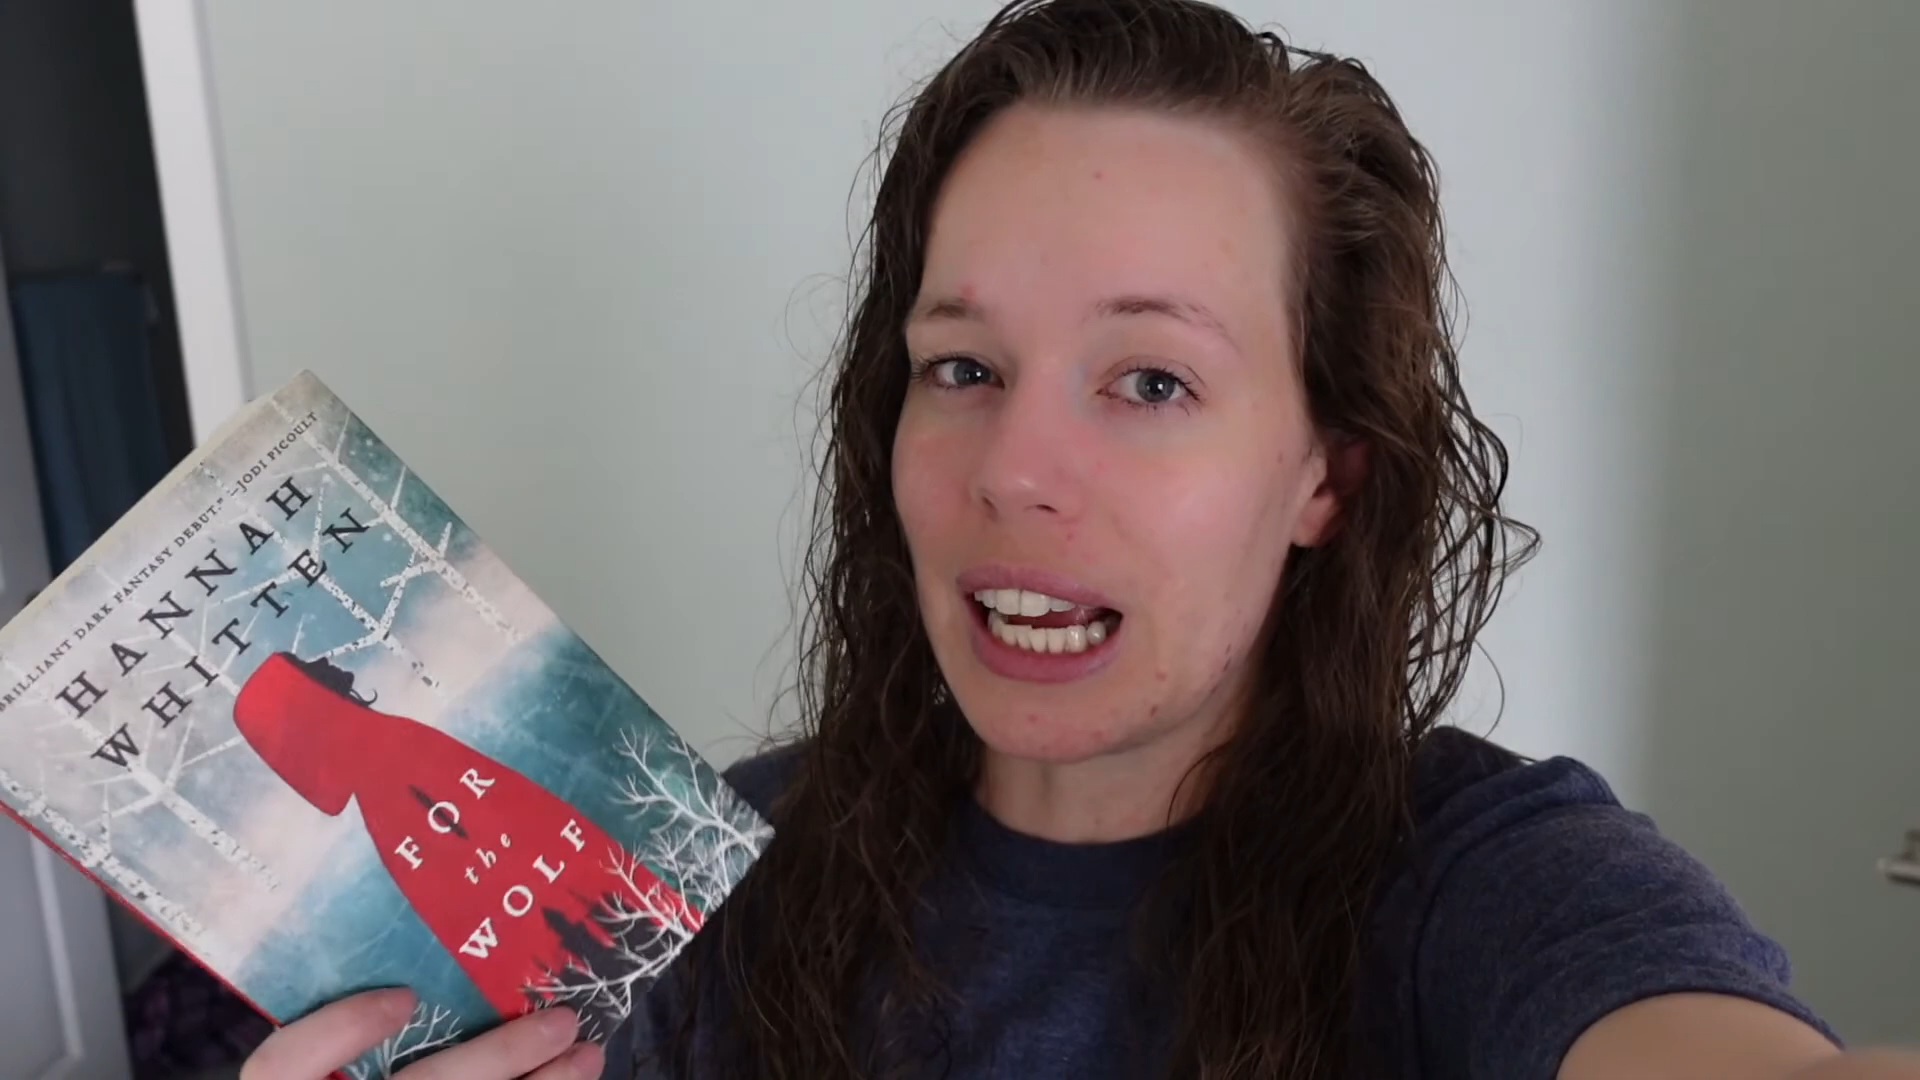 BRILLIANT DARK FANTASY DEBUT." —JODI PICOULT
HANNAH
WHITTEN
FOR
the
WOLF